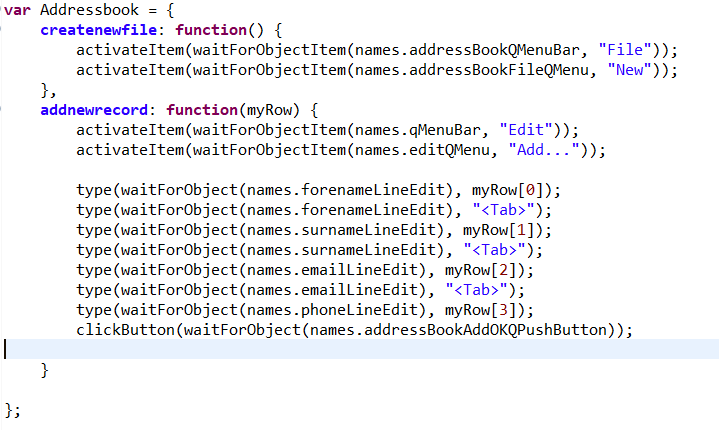 var Addressbook = {
    createnewfile: function() {
        activateItem(waitForObjectItem(names.addressBookQMenuBar, "File"));
        activateItem(waitForObjectItem(names.addressBookFileQMenu, "New"));
    },
    addnewrecord: function(myRow) {
        activateItem(waitForObjectItem(names.qMenuBar, "Edit"));
        activateItem(waitForObjectItem(names.editQMenu, "Add..."));

        type(waitForObject(names.forenameLineEdit), myRow[0]);
        type(waitForObject(names.forenameLineEdit), "<Tab>");
        type(waitForObject(names.surnameLineEdit), myRow[1]);
        type(waitForObject(names.surnameLineEdit), "<Tab>");
        type(waitForObject(names.emailLineEdit), myRow[2]);
        type(waitForObject(names.emailLineEdit), "<Tab>");
        type(waitForObject(names.phoneLineEdit), myRow[3]);
        clickButton(waitForObject(names.addressBookAddOKQPushButton));

    }

};